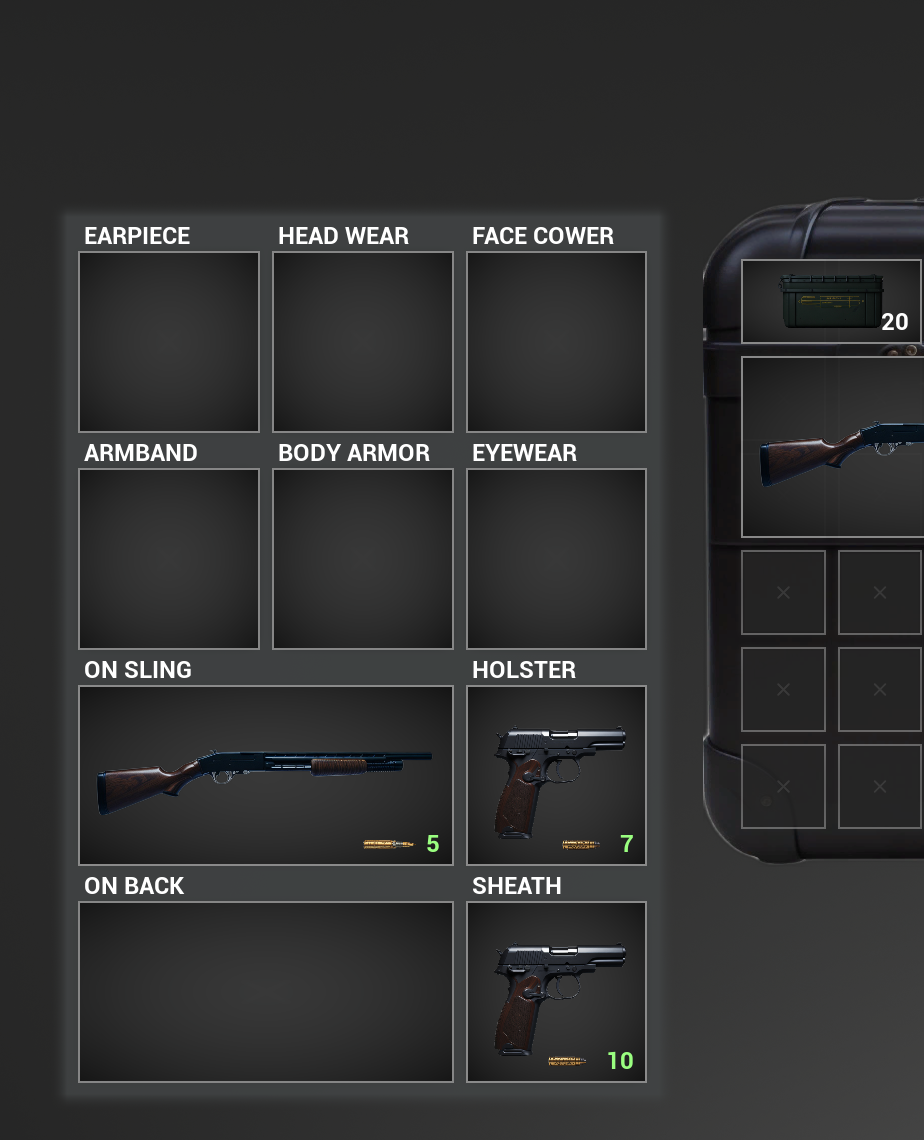 EARPIECE
HEAD WEAR
FACE COWER
20
ARMBAND
BODY ARMOR
EYEWEAR
ON SLING
HOLSTER
5
7
ON BACK
SHEATH
10